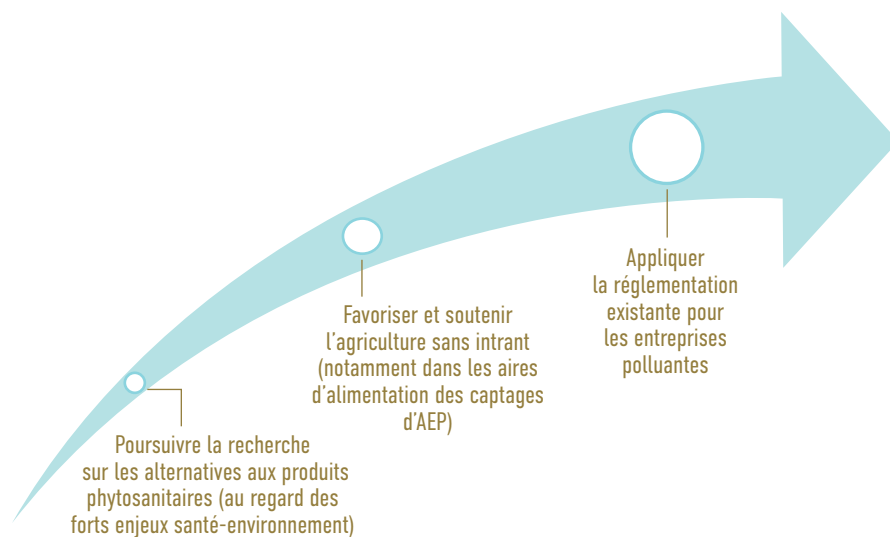 Poursuivre la recherche
sur les alternatives aux produits
phytosanitaires (au regard des
forts enjeux santé-environnement)
Favoriser et soutenir
l'agriculture sans intrant
(notamment dans les aires
d'alimentation des captages
d'AEP)
Appliquer
la réglementation
existante pour
les entreprises
polluantes